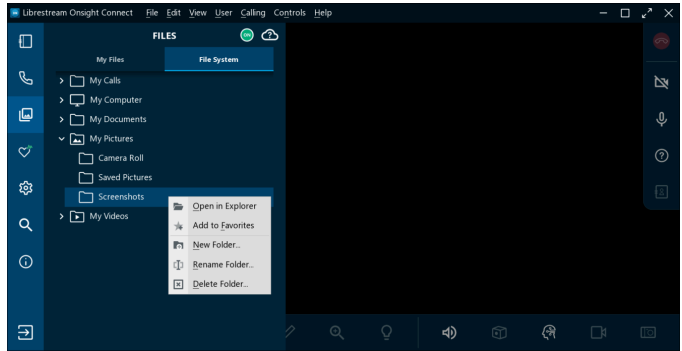 Librestream Onsight Connect File Edit View User Calling Controls Help
FILES ON
My Files File System
My Calls
My Computer
My Documents
My Pictures
Camera Roll
Saved Pictures
Screenshots
My Videos
Open in Explorer
Add to Favorites
New Folder...
Rename Folder...
Delete Folder...